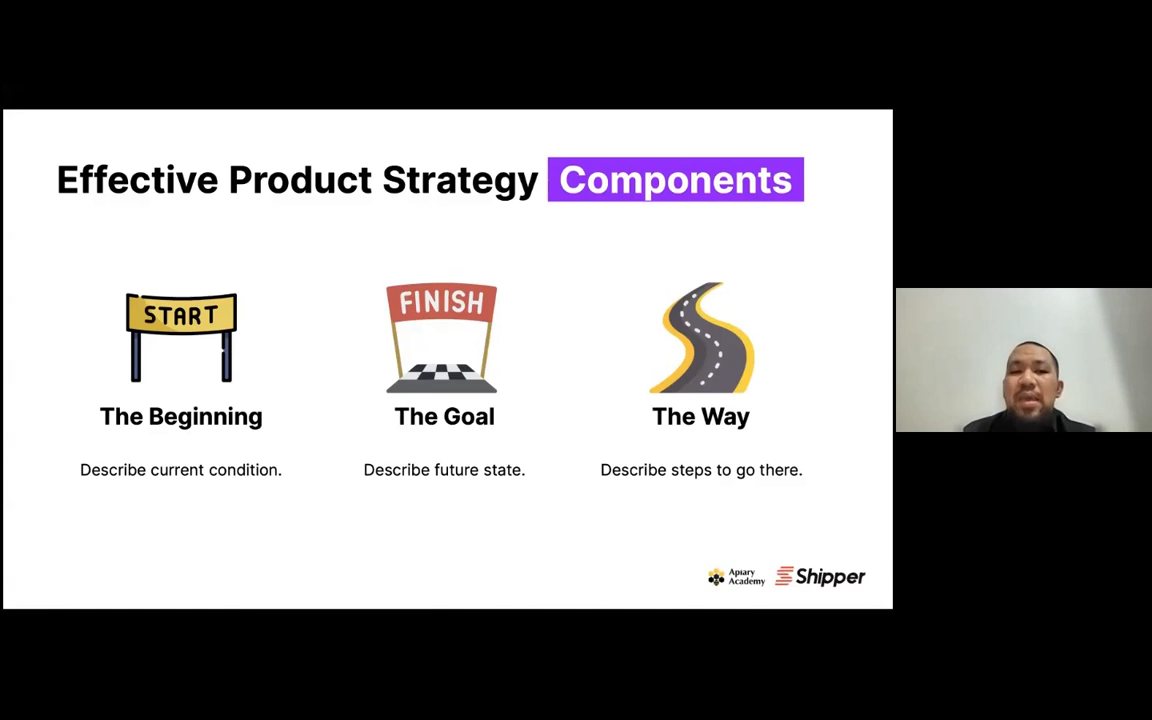 Effective Product Strategy Components
START
FINISH
The Beginning
The Goal
The Way
Describe current condition.
Describe future state.
Describe steps to go there.
Apiary
Academy
Shipper